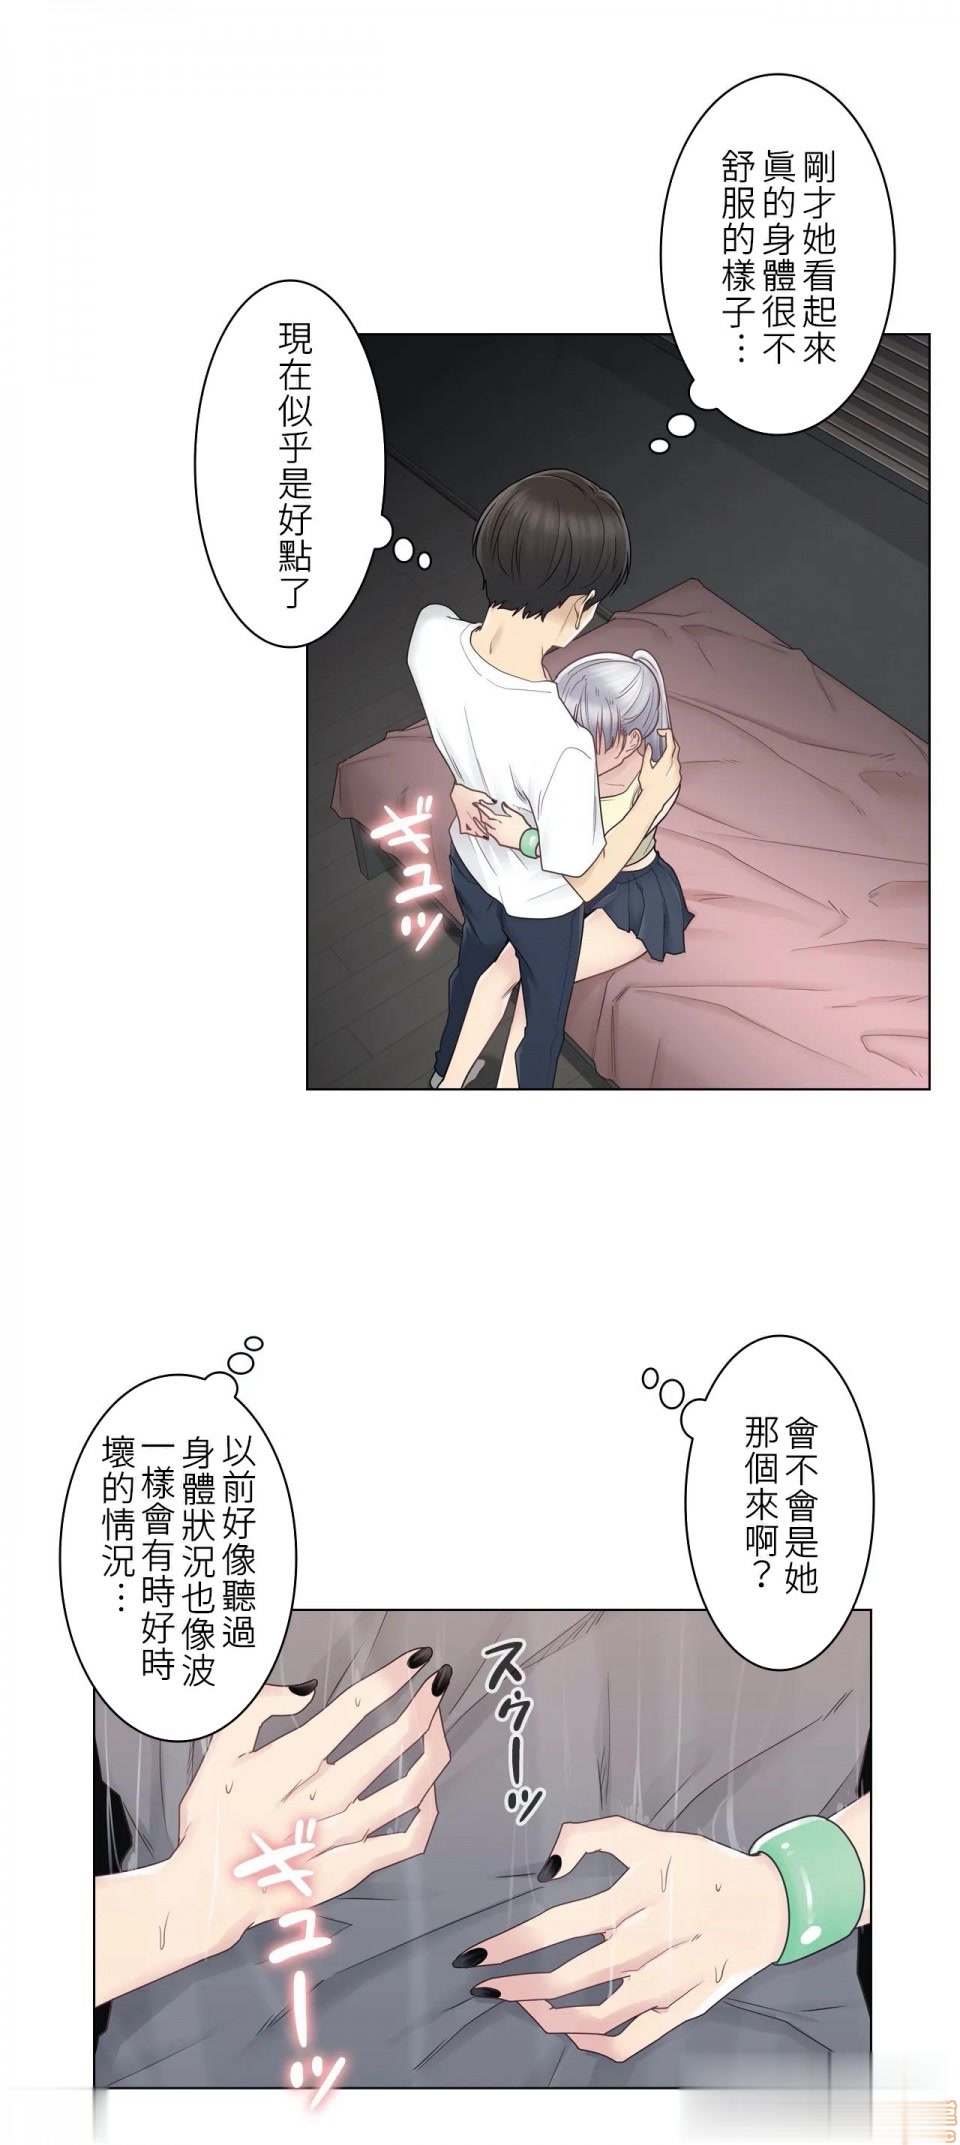 剛才她看起來
眞的身體很不
舒服的樣子…
現在似乎是好點了
ギュッ
會不會是她
那個來啊？
以前好像聽過
身體狀況也像波
一樣會有時好時
壞的情況…
スゥーッ
ギューッ